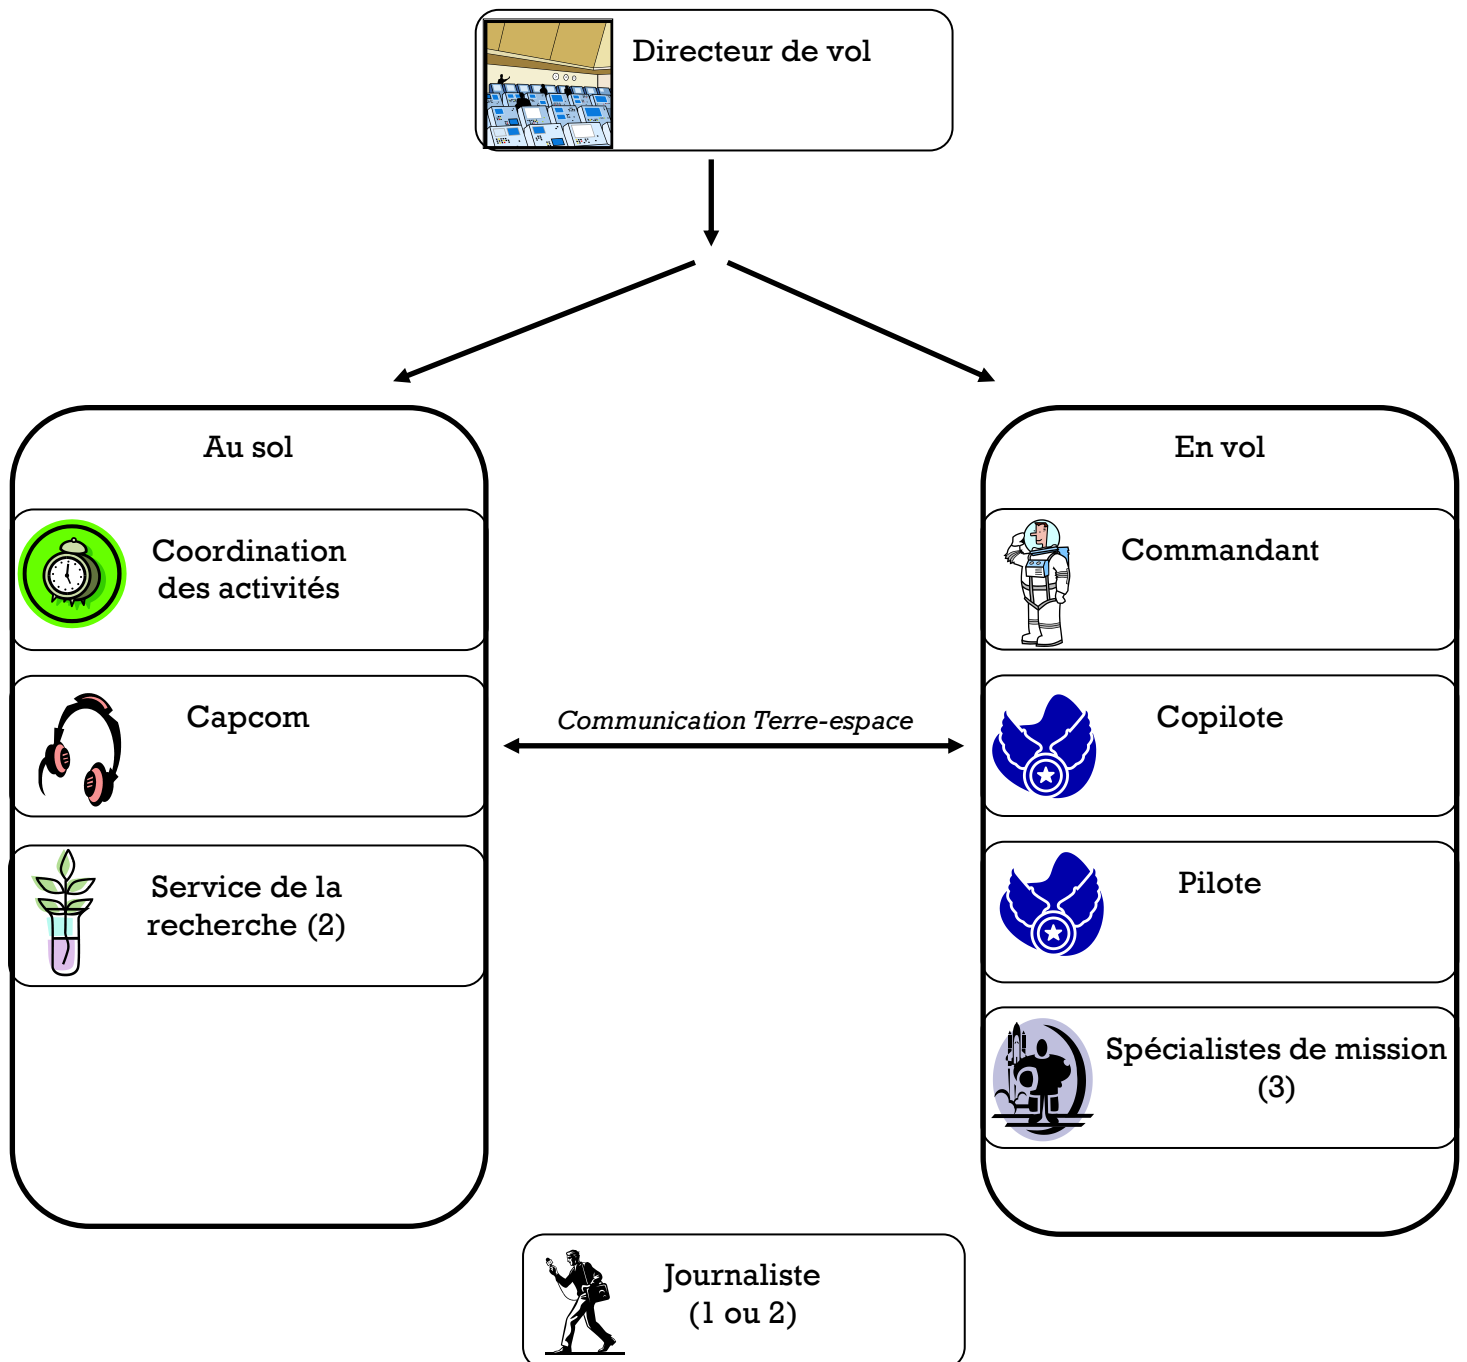 Directeur de vol
Au sol
Coordination
des activités
Capcom
Service de la
recherche (2)
Communication Terre-espace
En vol
Commandant
Copilote
Pilote
Spécialistes de mission
(3)
Journaliste
(1 ou 2)